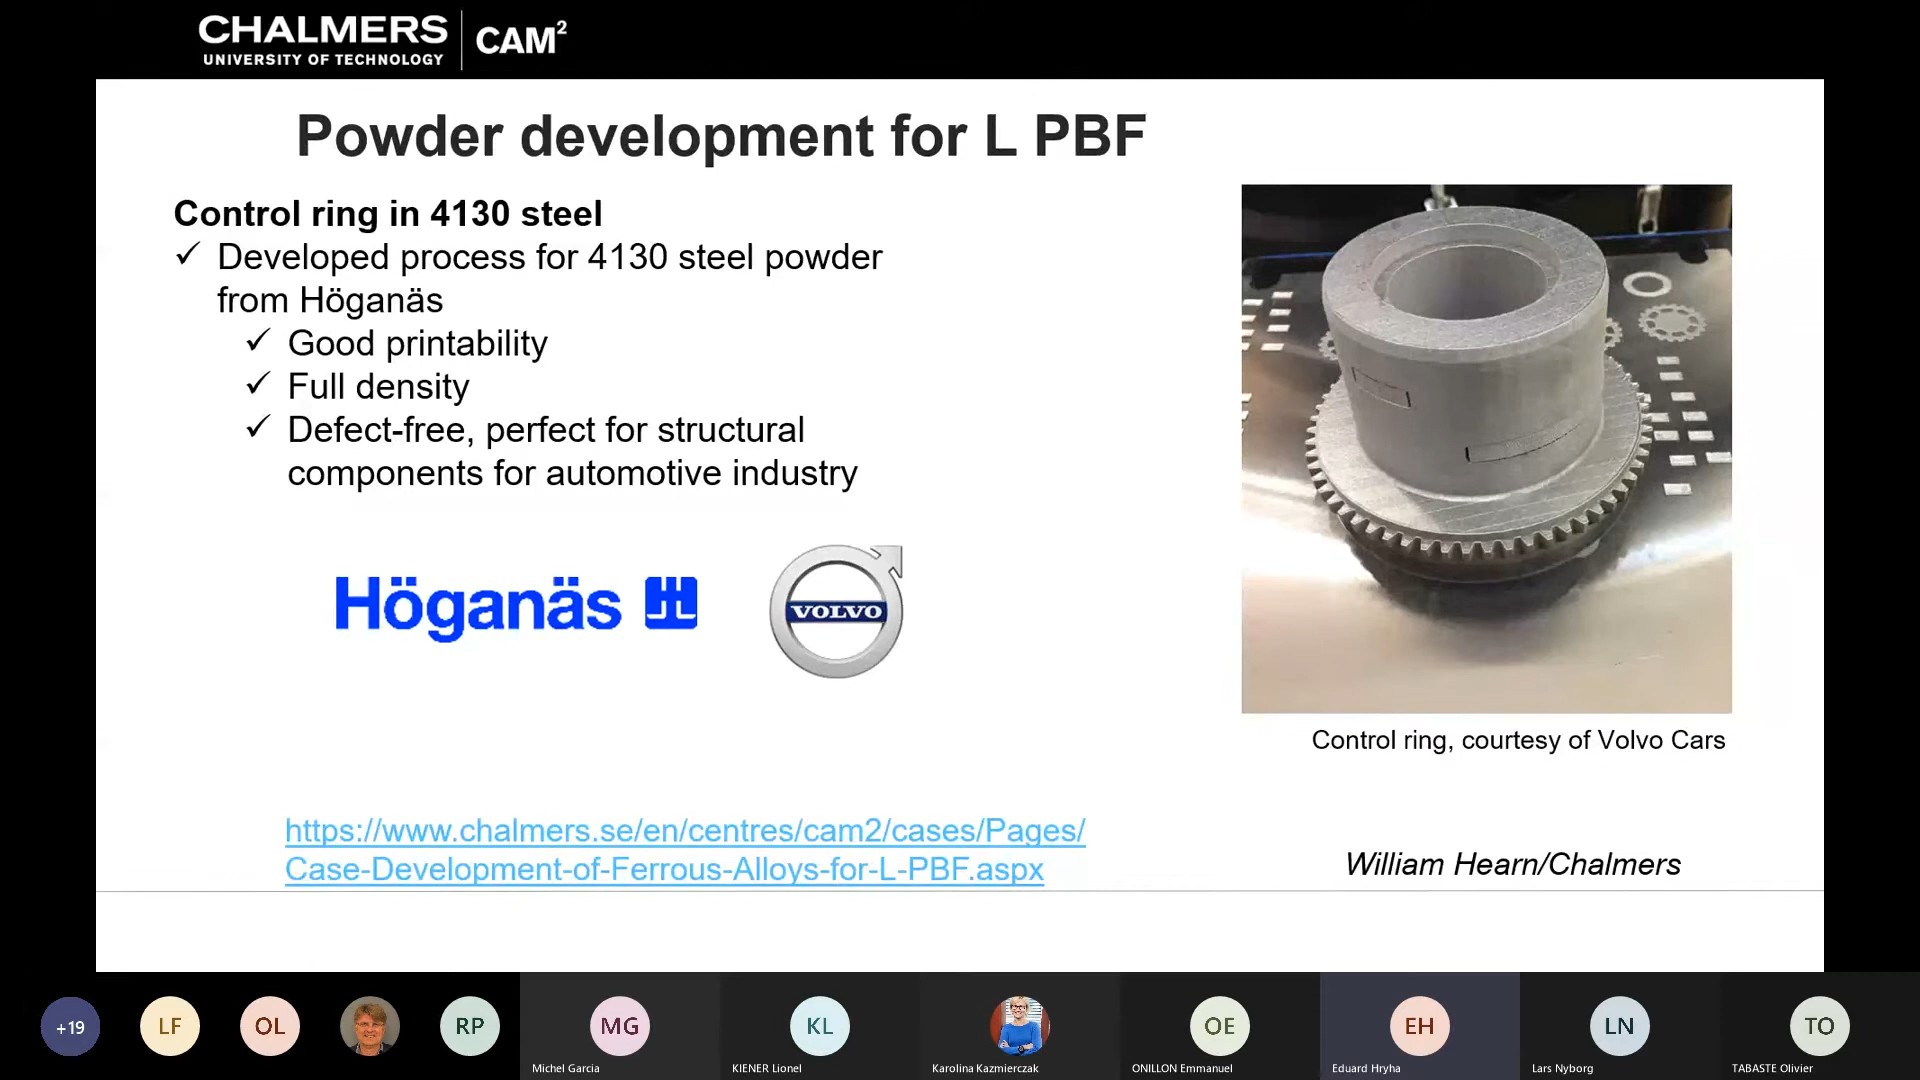 CHALMERS
UNIVERSITY OF TECHNOLOGY
CAM²
Powder development for L PBF
Control ring in 4130 steel
✓ Developed process for 4130 steel powder
from Höganäs
✓ Good printability
✓ Full density
✓ Defect-free, perfect for structural
components for automotive industry
Höganäs
VOLVO
Control ring, courtesy of Volvo Cars
https://www.chalmers.se/en/centres/cam2/cases/Pages/
Case-Development-of-Ferrous-Alloys-for-L-PBF.aspx
William Hearn/Chalmers
+19
LF
OL
RP
MG
Michel Garcia
KL
KIENER Lionel
Karolina Kazmierczak
OE
ONILLON Emmanuel
EH
Eduard Hryha
LN
Lars Nyborg
TO
TABASTE Olivier